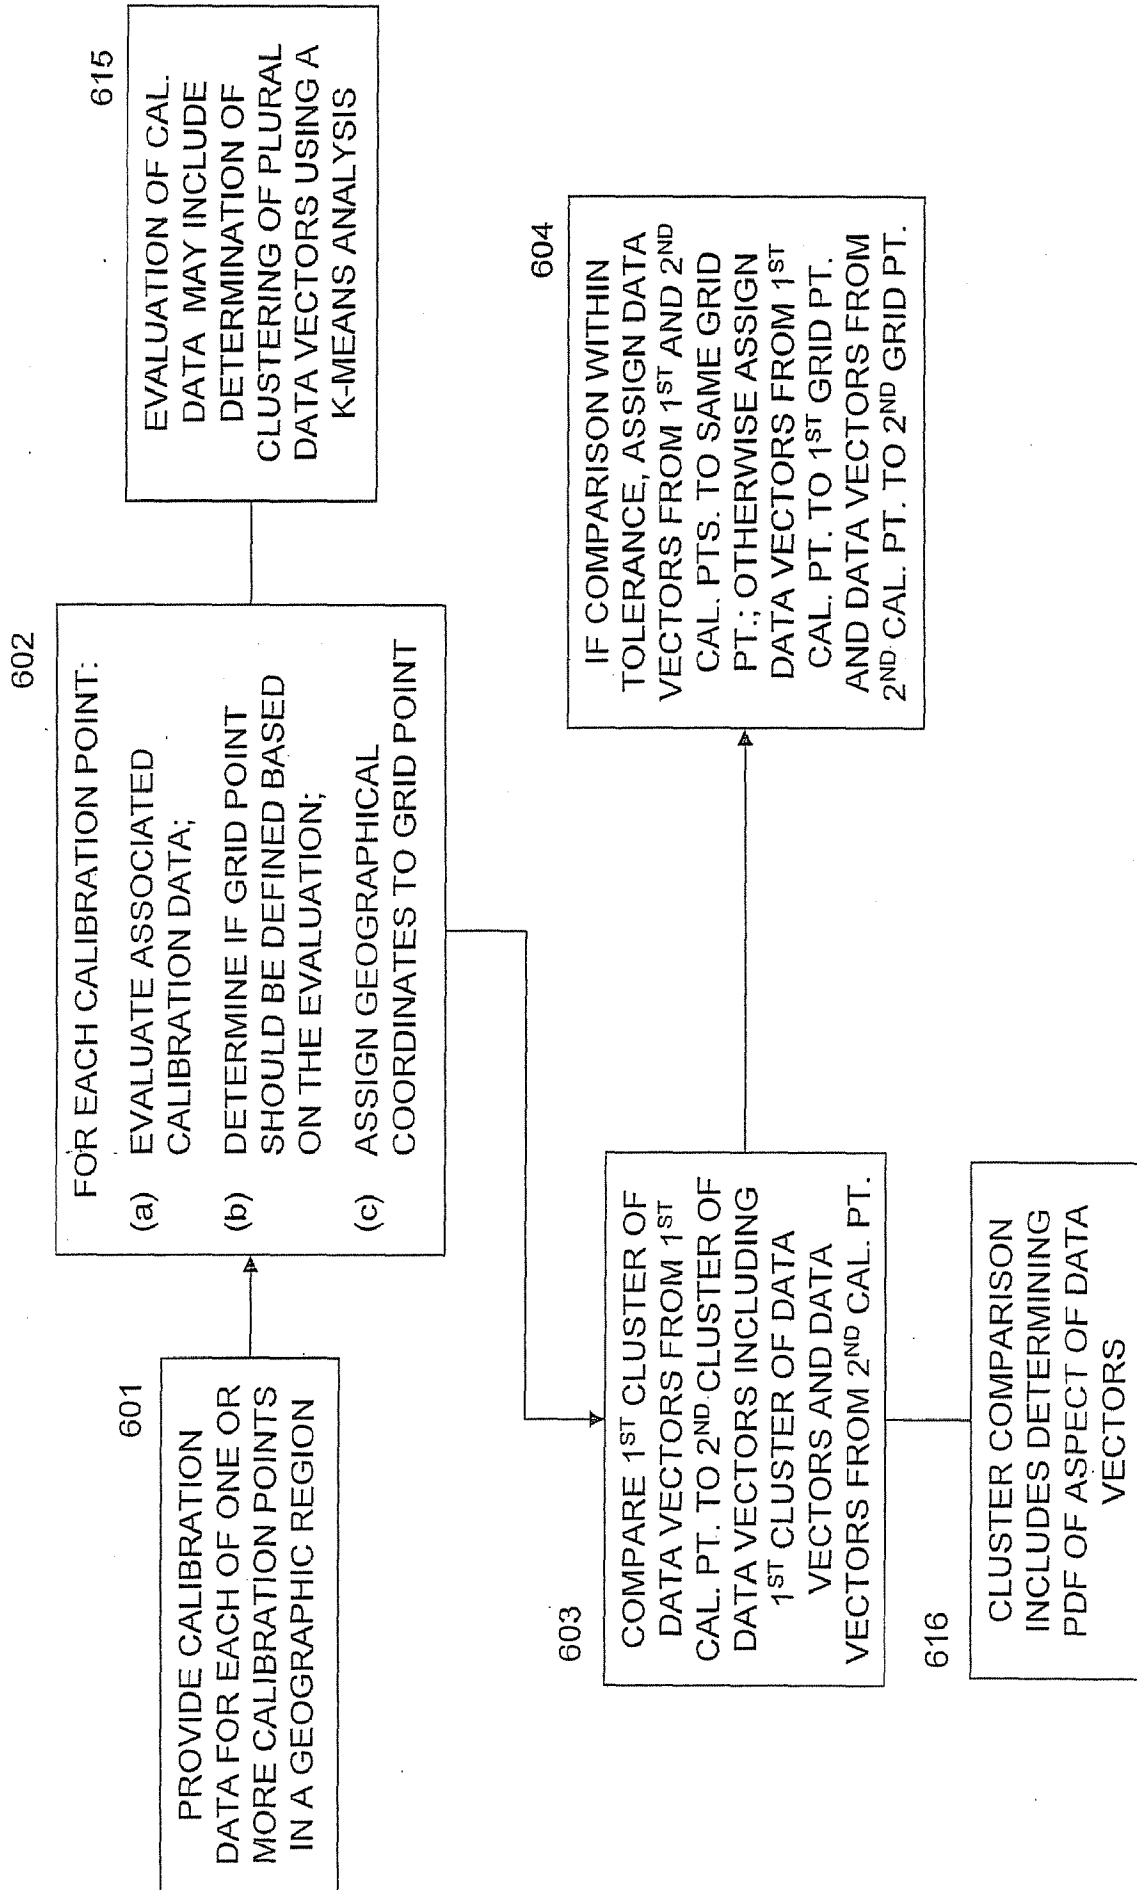 601
PROVIDE CALIBRATION
DATA FOR EACH OF ONE OR
MORE CALIBRATION POINTS
IN A GEOGRAPHIC REGION
602
FOR EACH CALIBRATION POINT:
(a) EVALUATE ASSOCIATED
CALIBRATION DATA;
(b) DETERMINE IF GRID POINT
SHOULD BE DEFINED BASED
ON THE EVALUATION;
(c) ASSIGN GEOGRAPHICAL
COORDINATES TO GRID POINT
615
EVALUATION OF CAL.
DATA MAY INCLUDE
DETERMINATION OF
CLUSTERING OF PLURAL
DATA VECTORS USING A
K-MEANS ANALYSIS
603
COMPARE 1ST CLUSTER OF
DATA VECTORS FROM 1ST
CAL. PT. TO 2ND CLUSTER OF
DATA VECTORS INCLUDING
1ST CLUSTER OF DATA
VECTORS AND DATA
VECTORS FROM 2ND CAL. PT.
604
IF COMPARISON WITHIN
TOLERANCE, ASSIGN DATA
VECTORS FROM 1ST AND 2ND
CAL. PTS. TO SAME GRID
PT.; OTHERWISE ASSIGN
DATA VECTORS FROM 1ST
CAL. PT. TO 1ST GRID PT.
AND DATA VECTORS FROM
2ND CAL. PT. TO 2ND GRID PT.
616
CLUSTER COMPARISON
INCLUDES DETERMINING
PDF OF ASPECT OF DATA
VECTORS